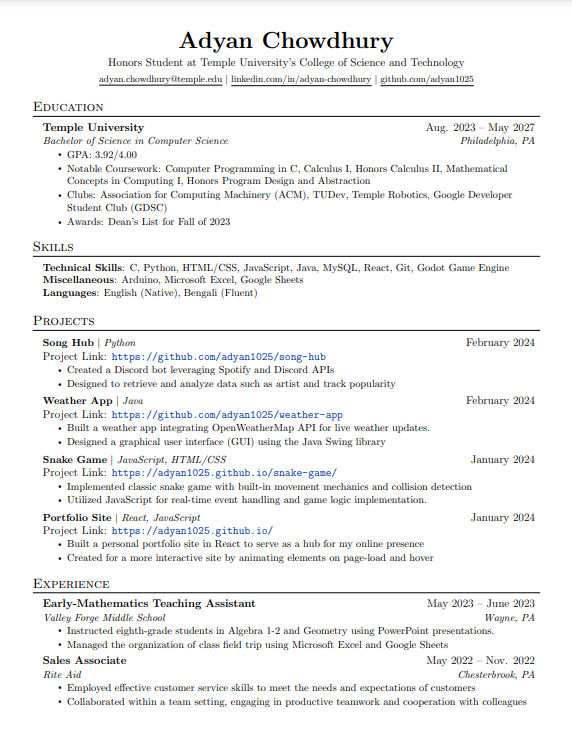 Adyan Chowdhury
Honors Student at Temple University's College of Science and Technology
adyan.chowdhury@temple.edu | linkedin.com/in/adyan-chowdhury | github.com/adyan1025
Education
Temple University Aug. 2023 – May 2027
Bachelor of Science in Computer Science Philadelphia, PA
• GPA: 3.92/4.00
• Notable Coursework: Computer Programming in C, Calculus I, Honors Calculus II, Mathematical
Concepts in Computing I, Honors Program Design and Abstraction
• Clubs: Association for Computing Machinery (ACM), TUDev, Temple Robotics, Google Developer
Student Club (GDSC)
• Awards: Dean's List for Fall of 2023
Skills
Technical Skills: C, Python, HTML/CSS, JavaScript, Java, MySQL, React, Git, Godot Game Engine
Miscellaneous: Arduino, Microsoft Excel, Google Sheets
Languages: English (Native), Bengali (Fluent)
Projects
Song Hub | Python February 2024
Project Link: https://github.com/adyan1025/song-hub
• Created a Discord bot leveraging Spotify and Discord APIs
• Designed to retrieve and analyze data such as artist and track popularity
Weather App | Java February 2024
Project Link: https://github.com/adyan1025/weather-app
• Built a weather app integrating OpenWeatherMap API for live weather updates.
• Designed a graphical user interface (GUI) using the Java Swing library
Snake Game | JavaScript, HTML/CSS January 2024
Project Link: https://adyan1025.github.io/snake-game/
• Implemented classic snake game with built-in movement mechanics and collision detection
• Utilized JavaScript for real-time event handling and game logic implementation.
Portfolio Site | React, JavaScript January 2024
Project Link: https://adyan1025.github.io/
• Built a personal portfolio site in React to serve as a hub for my online presence
• Created for a more interactive site by animating elements on page-load and hover
Experience
Early-Mathematics Teaching Assistant May 2023 – June 2023
Valley Forge Middle School Wayne, PA
• Instructed eighth-grade students in Algebra 1-2 and Geometry using PowerPoint presentations.
• Managed the organization of class field trip using Microsoft Excel and Google Sheets
Sales Associate May 2022 – Nov. 2022
Rite Aid Chesterbrook, PA
• Employed effective customer service skills to meet the needs and expectations of customers
• Collaborated within a team setting, engaging in productive teamwork and cooperation with colleagues